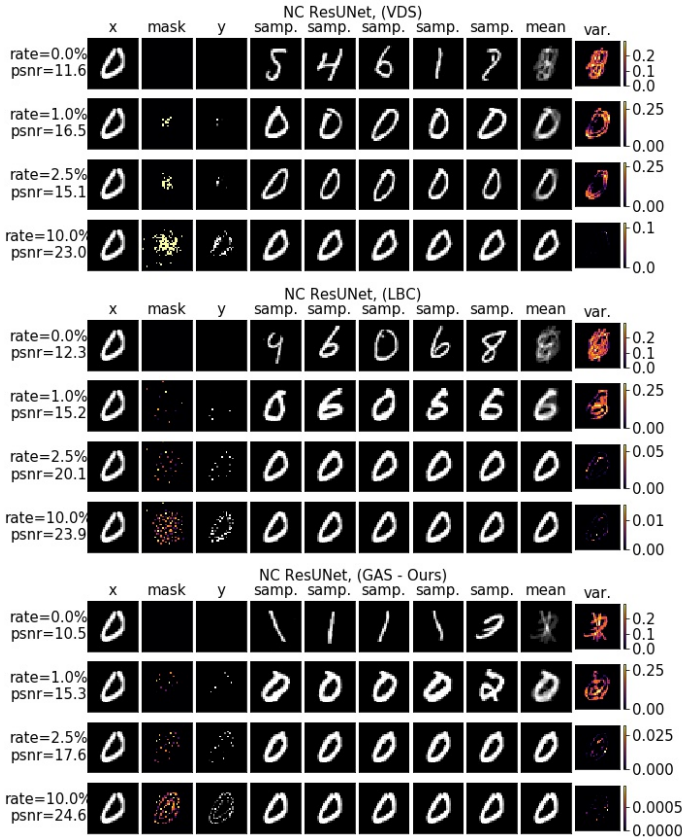 NC ResUNet, (VDS)
x mask y samp. samp. samp. samp. samp. mean var.
rate=0.0%
psnr=11.6
0.2
0.1
0.0
rate=1.0%
psnr=16.5
0.25
0.00
rate=2.5%
psnr=15.1
0.25
0.00
rate=10.0%
psnr=23.0
0.1
0.0
NC ResUNet, (LBC)
x mask y samp. samp. samp. samp. samp. mean var.
rate=0.0%
psnr=12.3
0.2
0.1
0.0
rate=1.0%
psnr=15.2
0.25
0.00
rate=2.5%
psnr=20.1
0.05
0.00
rate=10.0%
psnr=23.9
0.01
0.00
NC ResUNet, (GAS - Ours)
x mask y samp. samp. samp. samp. samp. mean var.
rate=0.0%
psnr=10.5
0.2
0.1
0.0
rate=1.0%
psnr=15.3
0.25
0.00
rate=2.5%
psnr=17.6
0.025
0.000
rate=10.0%
psnr=24.6
0.0005
0.0000